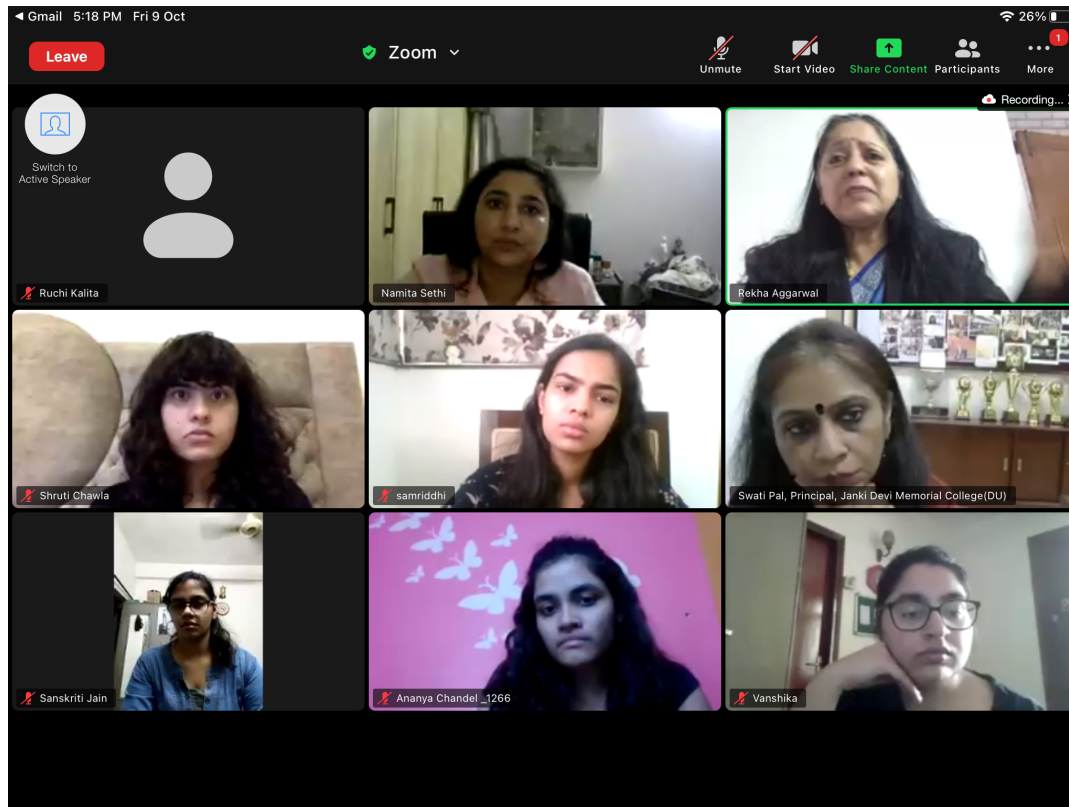 Gmail 5:18 PM Fri 9 Oct
26%
Leave
Zoom
Unmute
Start Video
Share Content
Participants
1
More
Recording...
Switch to
Active Speaker
Ruchi Kalita
Namita Sethi
Rekha Aggarwal
Shruti Chawla
samriddhi
Swati Pal, Principal, Janki Devi Memorial College(DU)
Sanskriti Jain
Ananya Chandel _1266
Vanshika